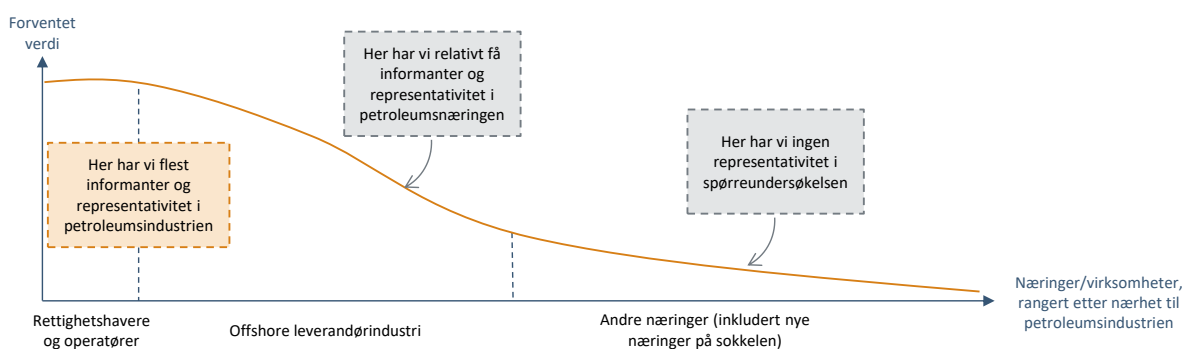 Forventet
verdi
Her har vi relativt få
informanter og
representativitet i
petroleumsnæringen
Her har vi flest
informanter og
representativitet i
petroleumsindustrien
Her har vi ingen
representativitet i
spørreundersøkelsen
Næringer/virksomheter,
rangert etter nærhet til
petroleumsindustrien
Rettighetshavere
og operatører
Offshore leverandørindustri
Andre næringer (inkludert nye
næringer på sokkelen)